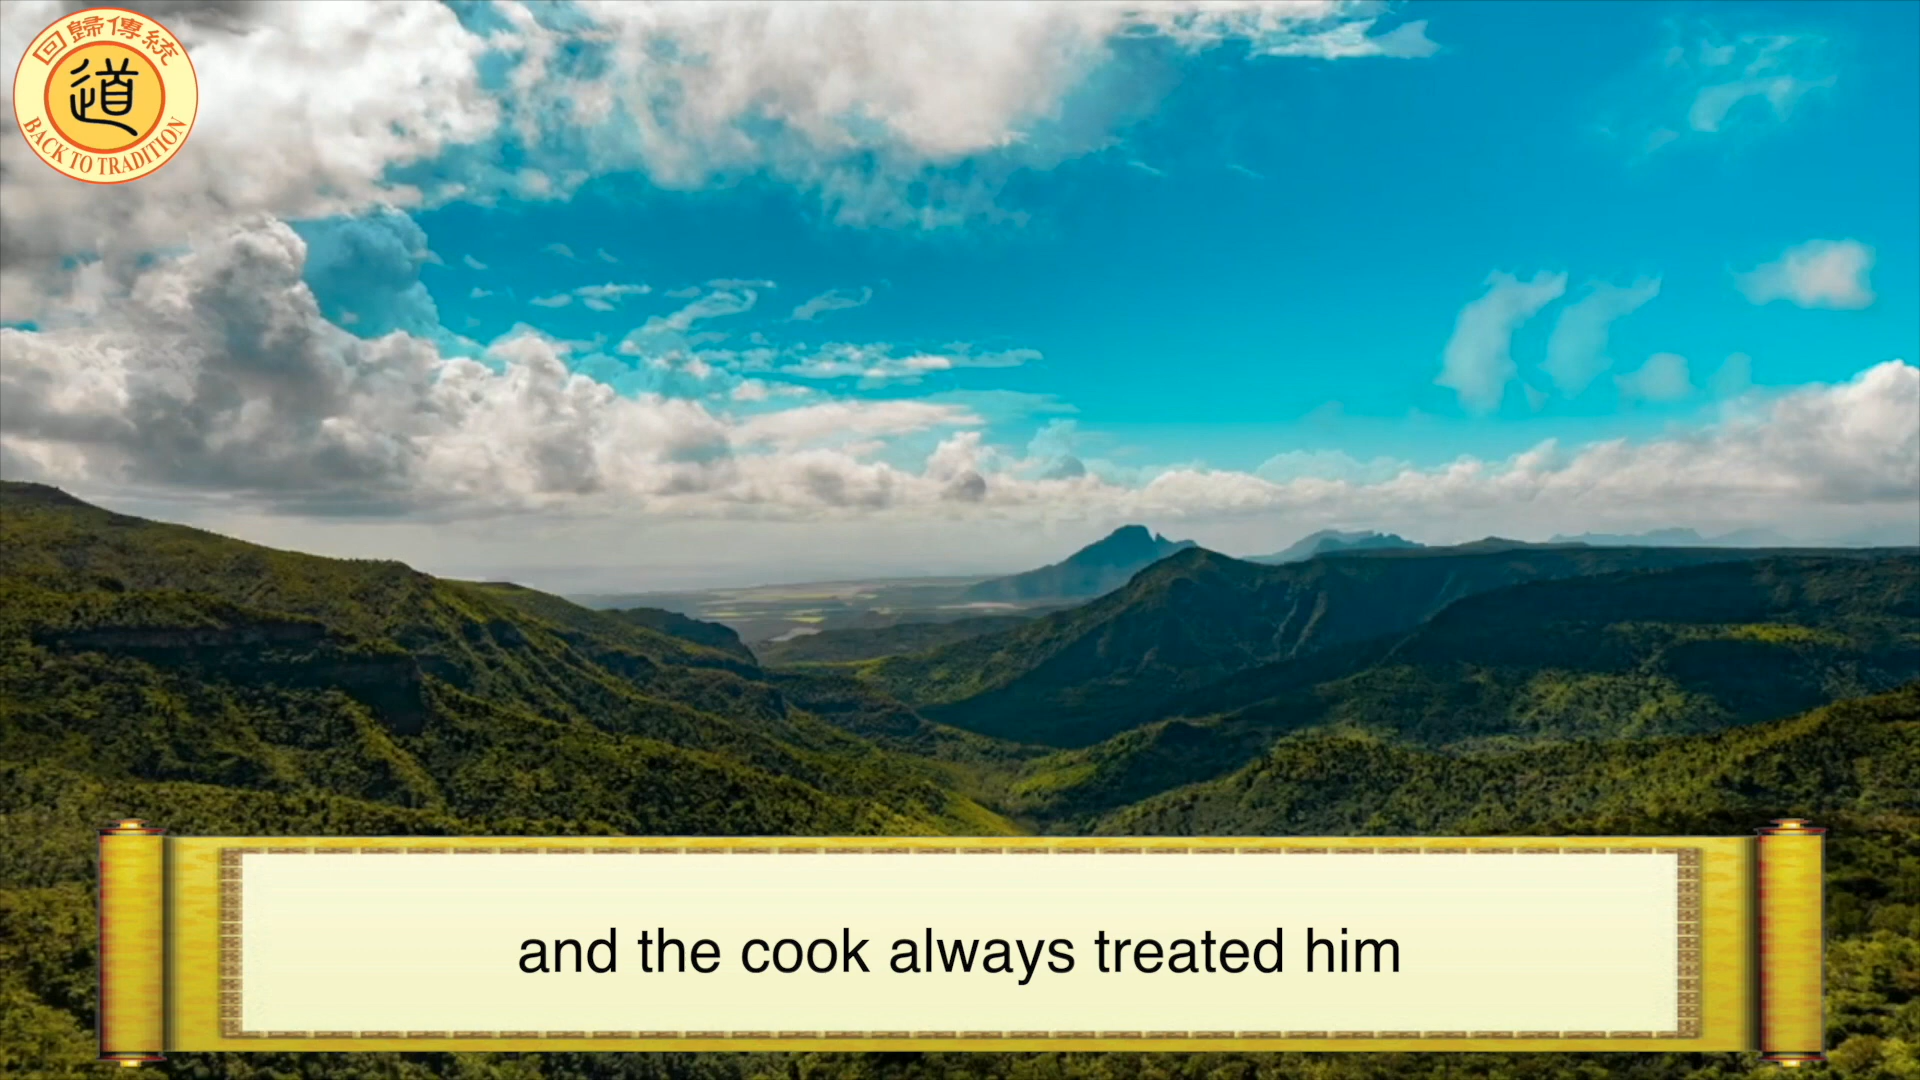 回歸傳統
道
BACK TO TRADITION
and the cook always treated him